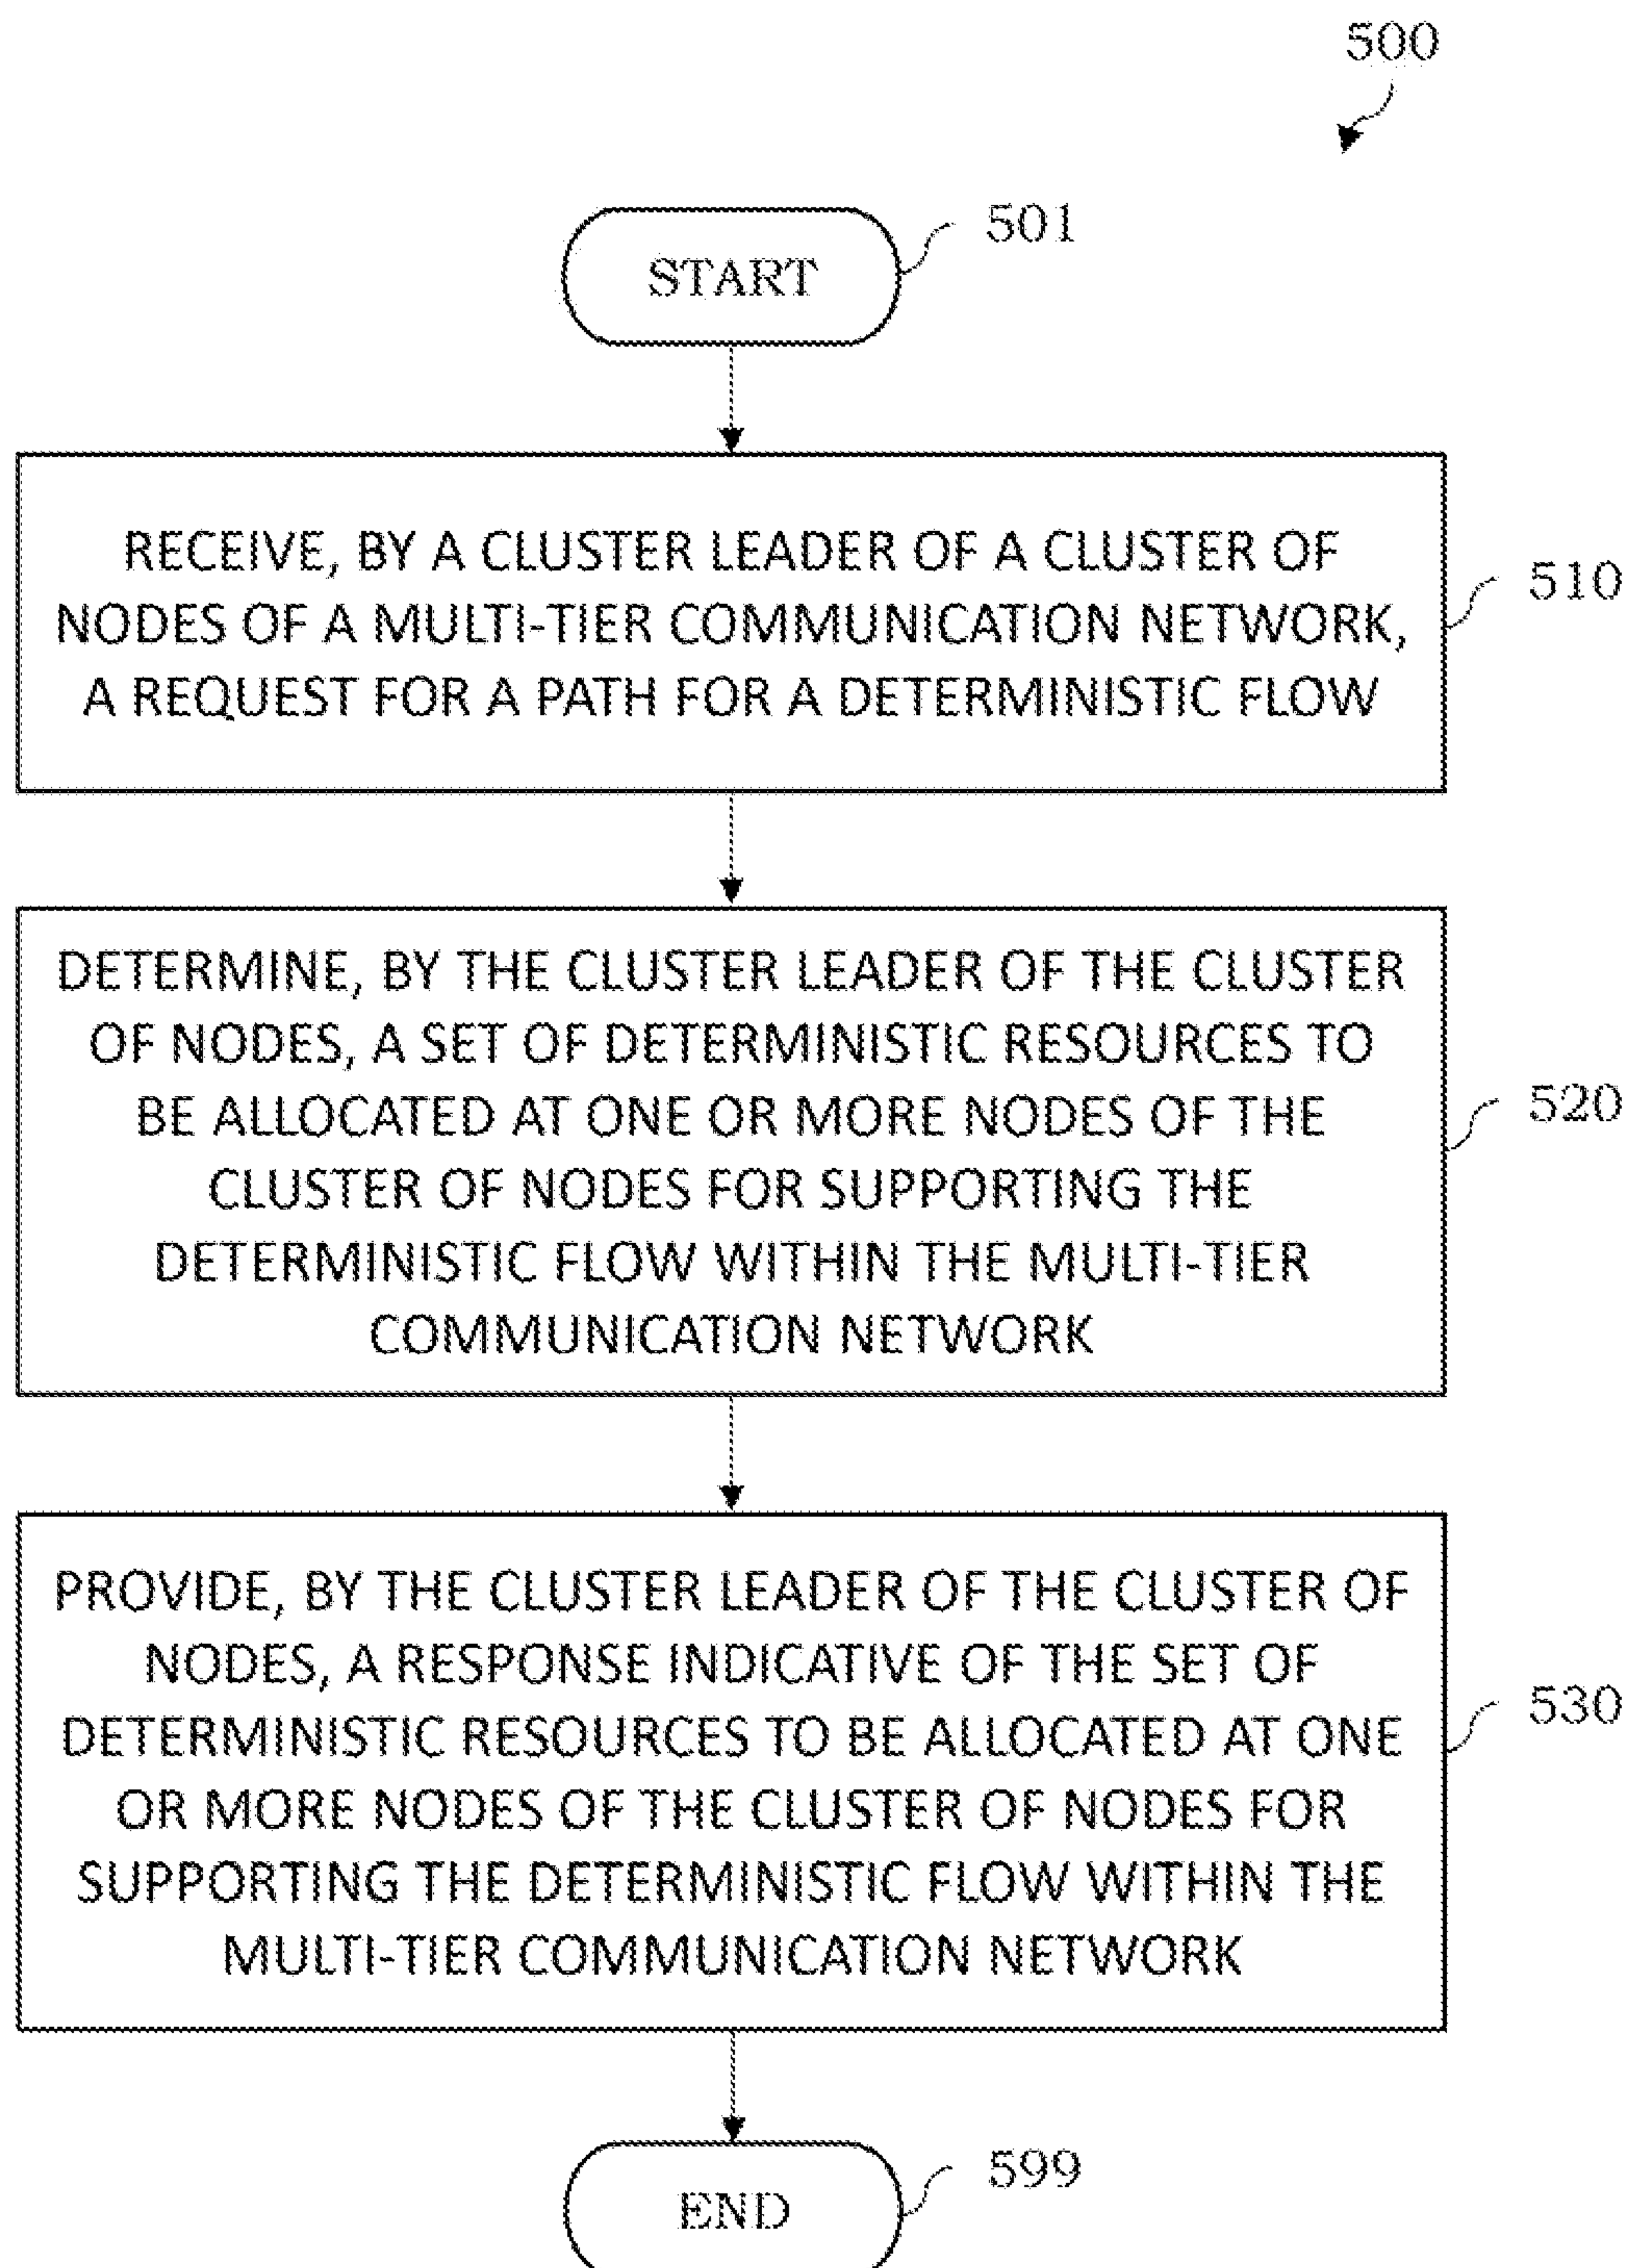 500
START
501
RECEIVE, BY A CLUSTER LEADER OF A CLUSTER OF
NODES OF A MULTI-TIER COMMUNICATION NETWORK,
A REQUEST FOR A PATH FOR A DETERMINISTIC FLOW
510
DETERMINE, BY THE CLUSTER LEADER OF THE CLUSTER
OF NODES, A SET OF DETERMINISTIC RESOURCES TO
BE ALLOCATED AT ONE OR MORE NODES OF THE
CLUSTER OF NODES FOR SUPPORTING THE
DETERMINISTIC FLOW WITHIN THE MULTI-TIER
COMMUNICATION NETWORK
520
PROVIDE, BY THE CLUSTER LEADER OF THE CLUSTER OF
NODES, A RESPONSE INDICATIVE OF THE SET OF
DETERMINISTIC RESOURCES TO BE ALLOCATED AT ONE
OR MORE NODES OF THE CLUSTER OF NODES FOR
SUPPORTING THE DETERMINISTIC FLOW WITHIN THE
MULTI-TIER COMMUNICATION NETWORK
530
END
599